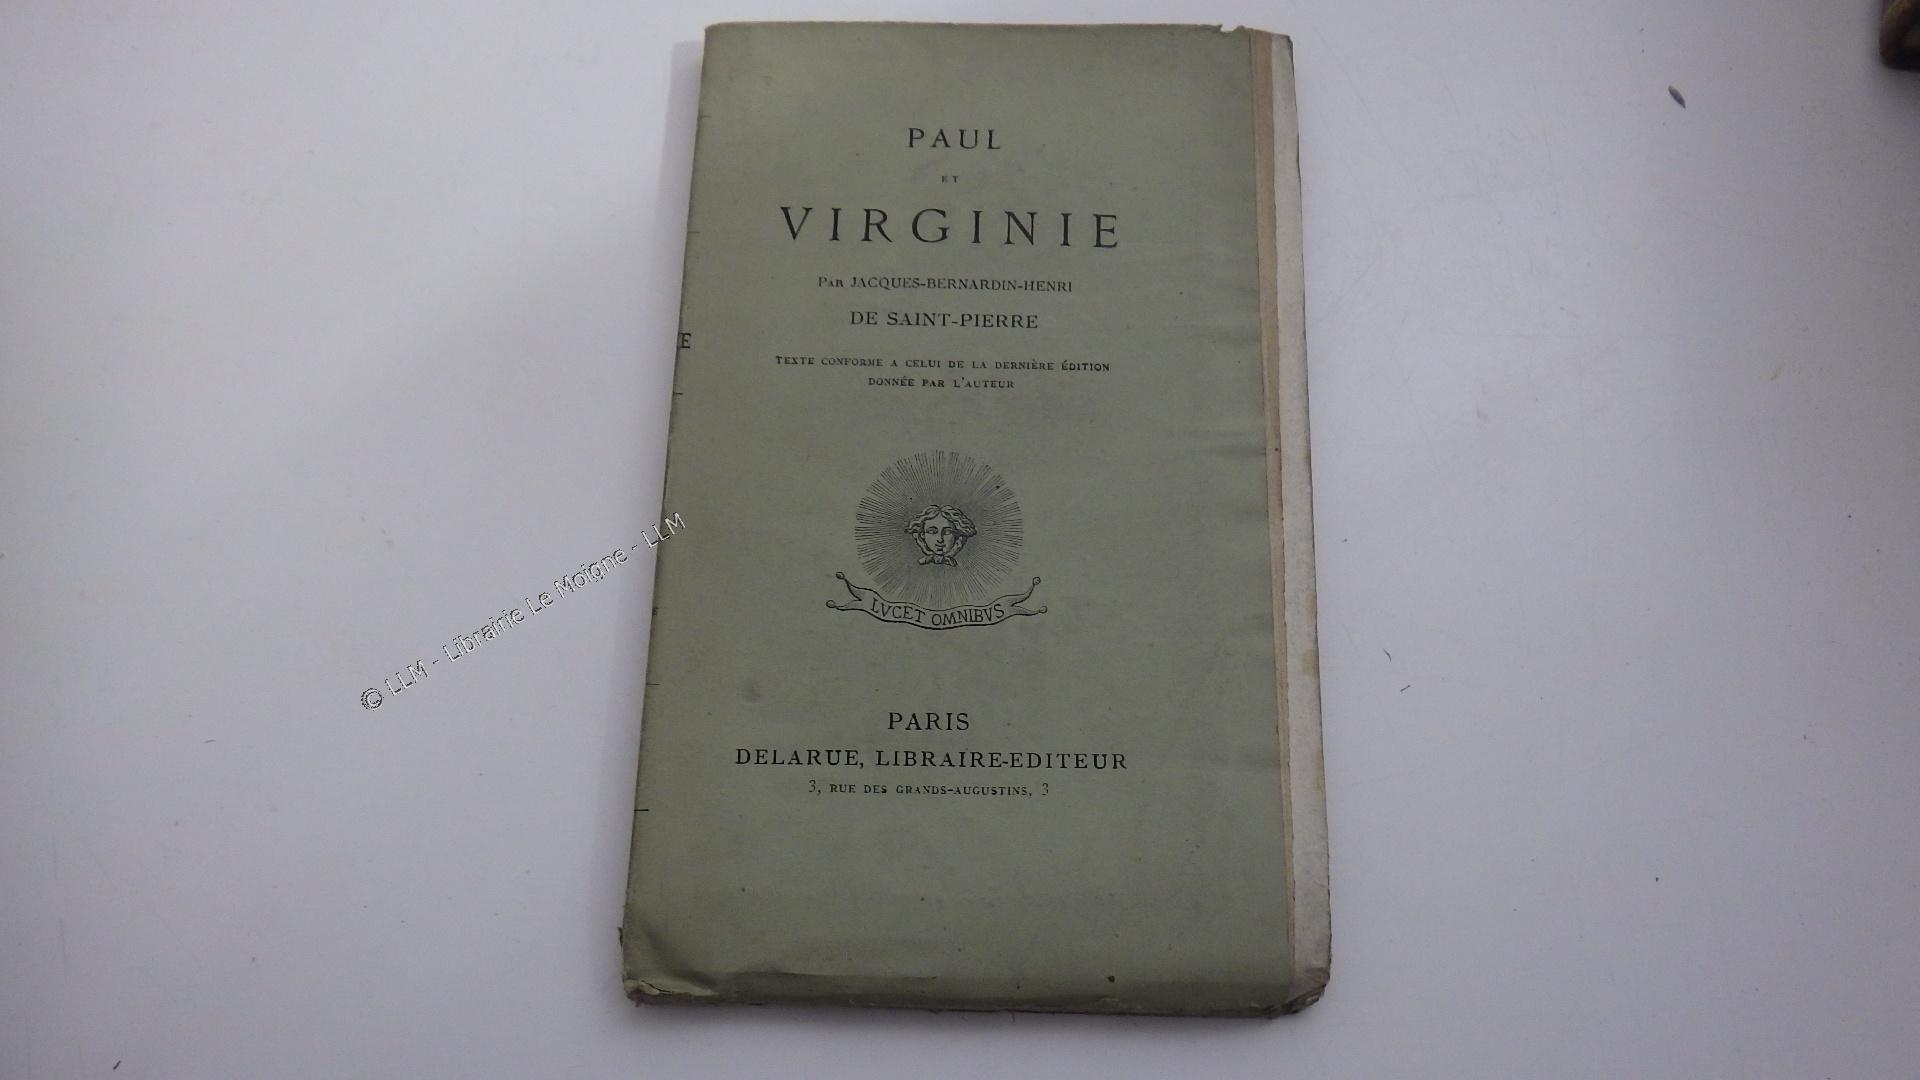 PAUL
ET
VIRGINIE
PAR JACQUES-BERNARDIN-HENRI
DE SAINT-PIERRE
TEXTE CONFORME A CELUI DE LA DERNIÈRE ÉDITION
DONNÉE PAR L'AUTEUR
LVCET OMNIBVS
PARIS
DELARUE, LIBRAIRE-EDITEUR
3, RUE DES GRANDS-AUGUSTINS, 3
E
© LLM - Librairie Le Moigne - LLM